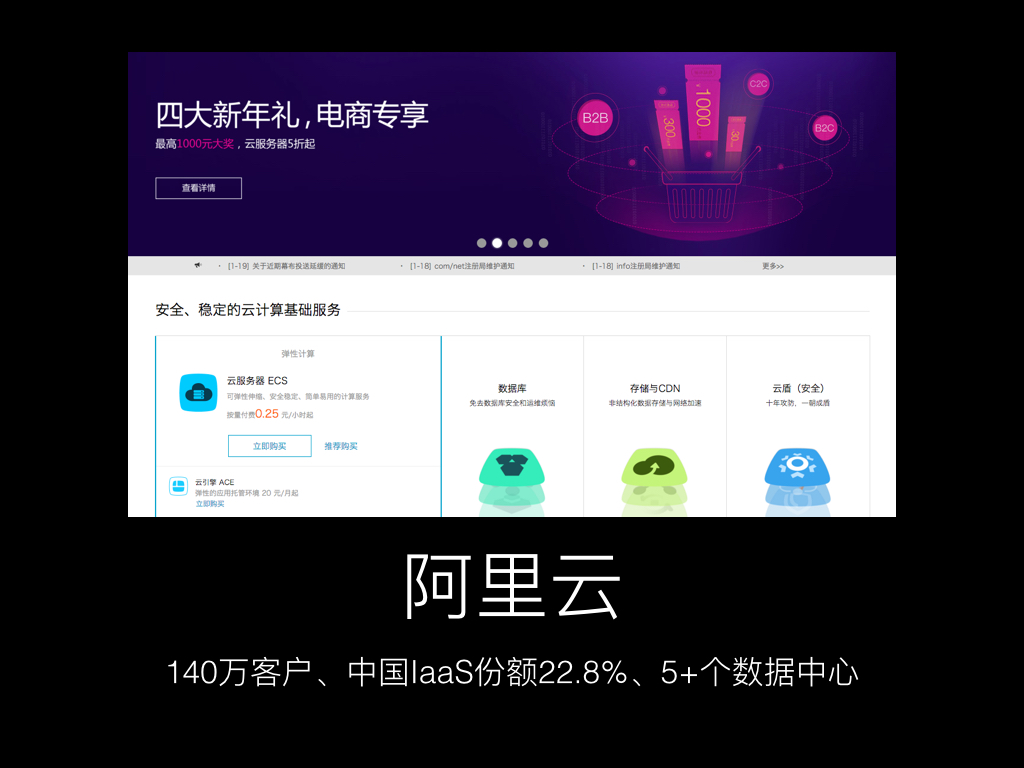 四大新年礼，电商专享
最高1000元大奖，云服务器5折起
查看详情
B2B
C2C
B2C
300
1000
30
· [1-19] 关于近期幕布投送延缓的通知
· [1-18] com/net注册局维护通知
· [1-18] info注册局维护通知
更多>>
安全、稳定的云计算基础服务
弹性计算
云服务器 ECS
可弹性伸缩、安全稳定、简单易用的计算服务
按量付费0.25 元/小时起
立即购买
推荐购买
云引擎 ACE
弹性的应用托管环境 20 元/月起
立即购买
数据库
免去数据库安全和运维烦恼
存储与CDN
非结构化数据存储与网络加速
云盾（安全）
十年攻防，一朝成盾
阿里云
140万客户、中国IaaS份额22.8%、5+个数据中心